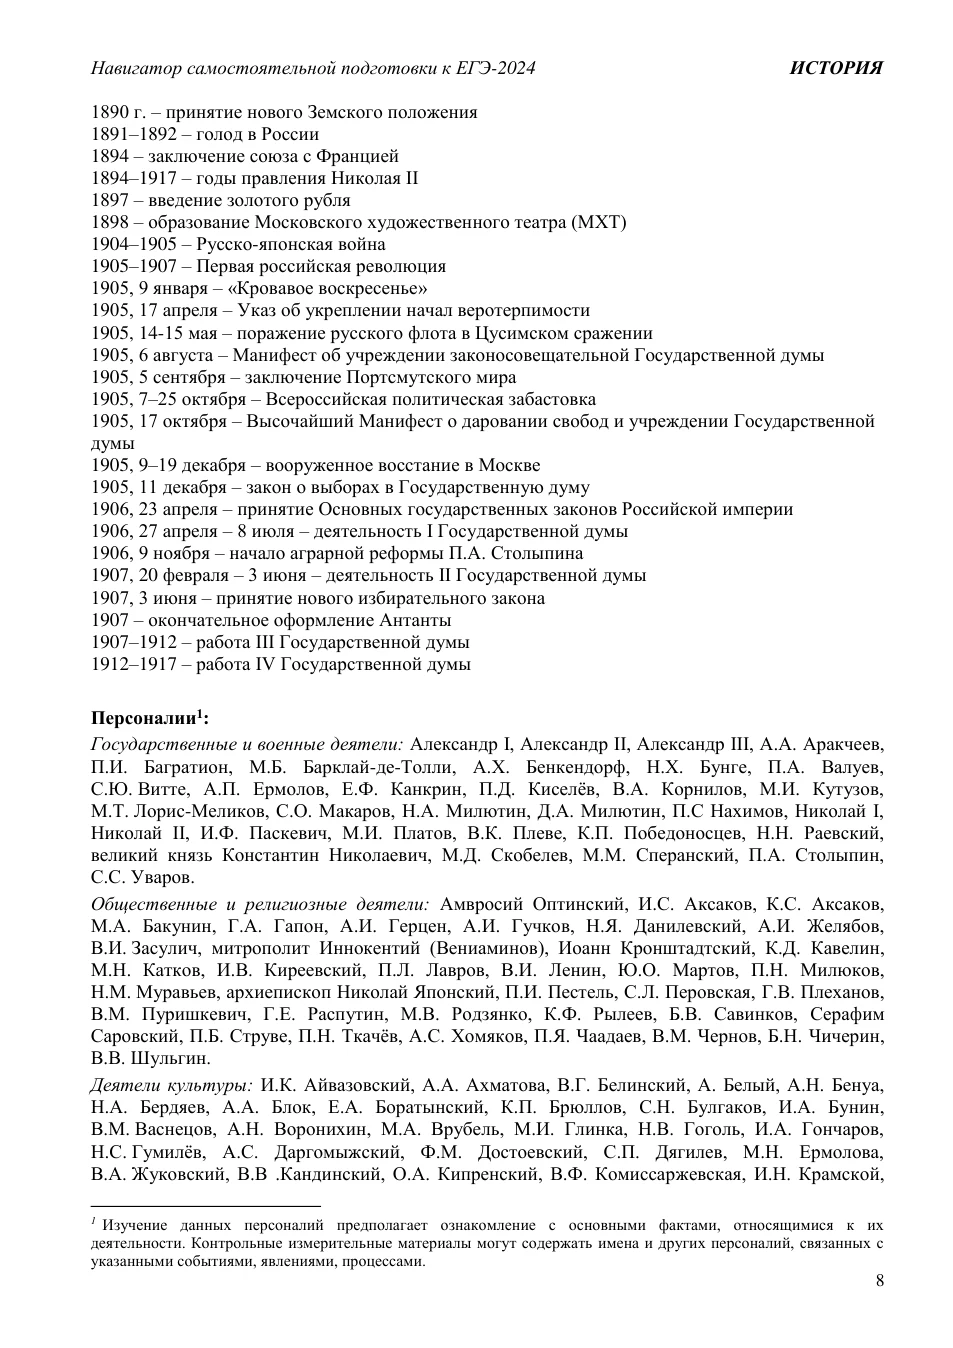 Навигатор самостоятельной подготовки к ЕГЭ-2024 ИСТОРИЯ
1890 г. – принятие нового Земского положения
1891–1892 – голод в России
1894 – заключение союза с Францией
1894–1917 – годы правления Николая II
1897 – введение золотого рубля
1898 – образование Московского художественного театра (МХТ)
1904–1905 – Русско-японская война
1905–1907 – Первая российская революция
1905, 9 января – «Кровавое воскресенье»
1905, 17 апреля – Указ об укреплении начал веротерпимости
1905, 14-15 мая – поражение русского флота в Цусимском сражении
1905, 6 августа – Манифест об учреждении законосовещательной Государственной думы
1905, 5 сентября – заключение Портсмутского мира
1905, 7–25 октября – Всероссийская политическая забастовка
1905, 17 октября – Высочайший Манифест о даровании свобод и учреждении Государственной
думы
1905, 9–19 декабря – вооруженное восстание в Москве
1905, 11 декабря – закон о выборах в Государственную думу
1906, 23 апреля – принятие Основных государственных законов Российской империи
1906, 27 апреля – 8 июля – деятельность I Государственной думы
1906, 9 ноября – начало аграрной реформы П.А. Столыпина
1907, 20 февраля – 3 июня – деятельность II Государственной думы
1907, 3 июня – принятие нового избирательного закона
1907 – окончательное оформление Антанты
1907–1912 – работа III Государственной думы
1912–1917 – работа IV Государственной думы
Персоналии1:
Государственные и военные деятели: Александр I, Александр II, Александр III, А.А. Аракчеев,
П.И. Багратион, М.Б. Барклай-де-Толли, А.Х. Бенкендорф, Н.Х. Бунге, П.А. Валуев,
С.Ю. Витте, А.П. Ермолов, Е.Ф. Канкрин, П.Д. Киселёв, В.А. Корнилов, М.И. Кутузов,
М.Т. Лорис-Меликов, С.О. Макаров, Н.А. Милютин, Д.А. Милютин, П.С Нахимов, Николай I,
Николай II, И.Ф. Паскевич, М.И. Платов, В.К. Плеве, К.П. Победоносцев, Н.Н. Раевский,
великий князь Константин Николаевич, М.Д. Скобелев, М.М. Сперанский, П.А. Столыпин,
С.С. Уваров.
Общественные и религиозные деятели: Амвросий Оптинский, И.С. Аксаков, К.С. Аксаков,
М.А. Бакунин, Г.А. Гапон, А.И. Герцен, А.И. Гучков, Н.Я. Данилевский, А.И. Желябов,
В.И. Засулич, митрополит Иннокентий (Вениаминов), Иоанн Кронштадтский, К.Д. Кавелин,
М.Н. Катков, И.В. Киреевский, П.Л. Лавров, В.И. Ленин, Ю.О. Мартов, П.Н. Милюков,
Н.М. Муравьев, архиепископ Николай Японский, П.И. Пестель, С.Л. Перовская, Г.В. Плеханов,
В.М. Пуришкевич, Г.Е. Распутин, М.В. Родзянко, К.Ф. Рылеев, Б.В. Савинков, Серафим
Саровский, П.Б. Струве, П.Н. Ткачёв, А.С. Хомяков, П.Я. Чаадаев, В.М. Чернов, Б.Н. Чичерин,
В.В. Шульгин.
Деятели культуры: И.К. Айвазовский, А.А. Ахматова, В.Г. Белинский, А. Белый, А.Н. Бенуа,
Н.А. Бердяев, А.А. Блок, Е.А. Боратынский, К.П. Брюллов, С.Н. Булгаков, И.А. Бунин,
В.М. Васнецов, А.Н. Воронихин, М.А. Врубель, М.И. Глинка, Н.В. Гоголь, И.А. Гончаров,
Н.С. Гумилёв, А.С. Даргомыжский, Ф.М. Достоевский, С.П. Дягилев, М.Н. Ермолова,
В.А. Жуковский, В.В .Кандинский, О.А. Кипренский, В.Ф. Комиссаржевская, И.Н. Крамской,
1 Изучение данных персоналий предполагает ознакомление с основными фактами, относящимися к их
деятельности. Контрольные измерительные материалы могут содержать имена и других персоналий, связанных с
указанными событиями, явлениями, процессами.
8